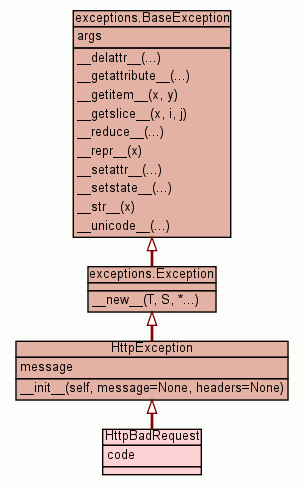 exceptions.BaseException
args
__delattr__(...)
__getattribute__(...)
__getitem__(x, y)
__getslice__(x, i, j)
__reduce__(...)
__repr__(x)
__setattr__(...)
__setstate__(...)
__str__(x)
__unicode__(...)
exceptions.Exception
__new__(T, S, *...)
HttpException
message
__init__(self, message=None, headers=None)
HttpBadRequest
code